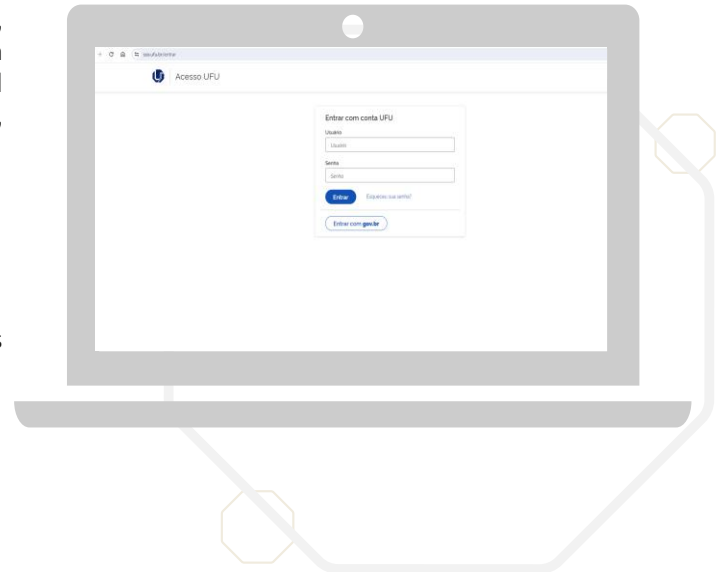 Acesso UFU
Entrar com conta UFU
Usuário
Usuário
Senha
Senha
Entrar
Esqueceu sua senha?
Entrar com gov.br